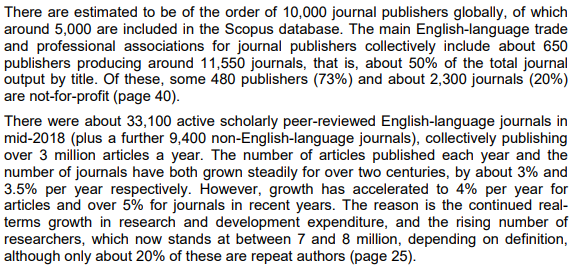 There are estimated to be of the order of 10,000 journal publishers globally, of which
around 5,000 are included in the Scopus database. The main English-language trade
and professional associations for journal publishers collectively include about 650
publishers producing around 11,550 journals, that is, about 50% of the total journal
output by title. Of these, some 480 publishers (73%) and about 2,300 journals (20%)
are not-for-profit (page 40).
There were about 33,100 active scholarly peer-reviewed English-language journals in
mid-2018 (plus a further 9,400 non-English-language journals), collectively publishing
over 3 million articles a year. The number of articles published each year and the
number of journals have both grown steadily for over two centuries, by about 3% and
3.5% per year respectively. However, growth has accelerated to 4% per year for
articles and over 5% for journals in recent years. The reason is the continued real-
terms growth in research and development expenditure, and the rising number of
researchers, which now stands at between 7 and 8 million, depending on definition,
although only about 20% of these are repeat authors (page 25).